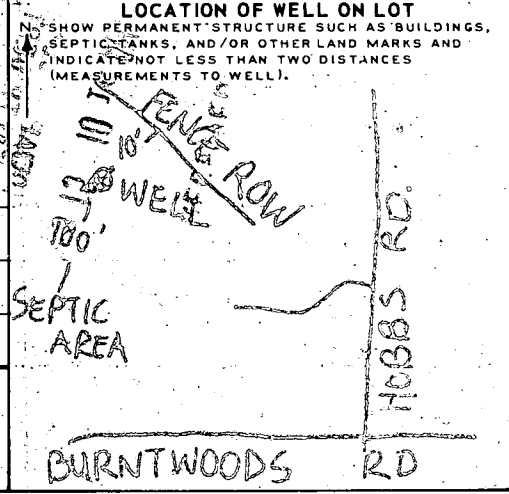 LOCATION OF WELL ON LOT
N SHOW PERMANENT STRUCTURE SUCH AS BUILDINGS,
SEPTIC TANKS, AND/OR OTHER LAND MARKS AND
INDICATE NOT LESS THAN TWO DISTANCES
(MEASUREMENTS TO WELL).
FENCE ROW
10'
WELL
100'
SEPTIC
AREA
HOBBS RD.
BURNTWOODS RD